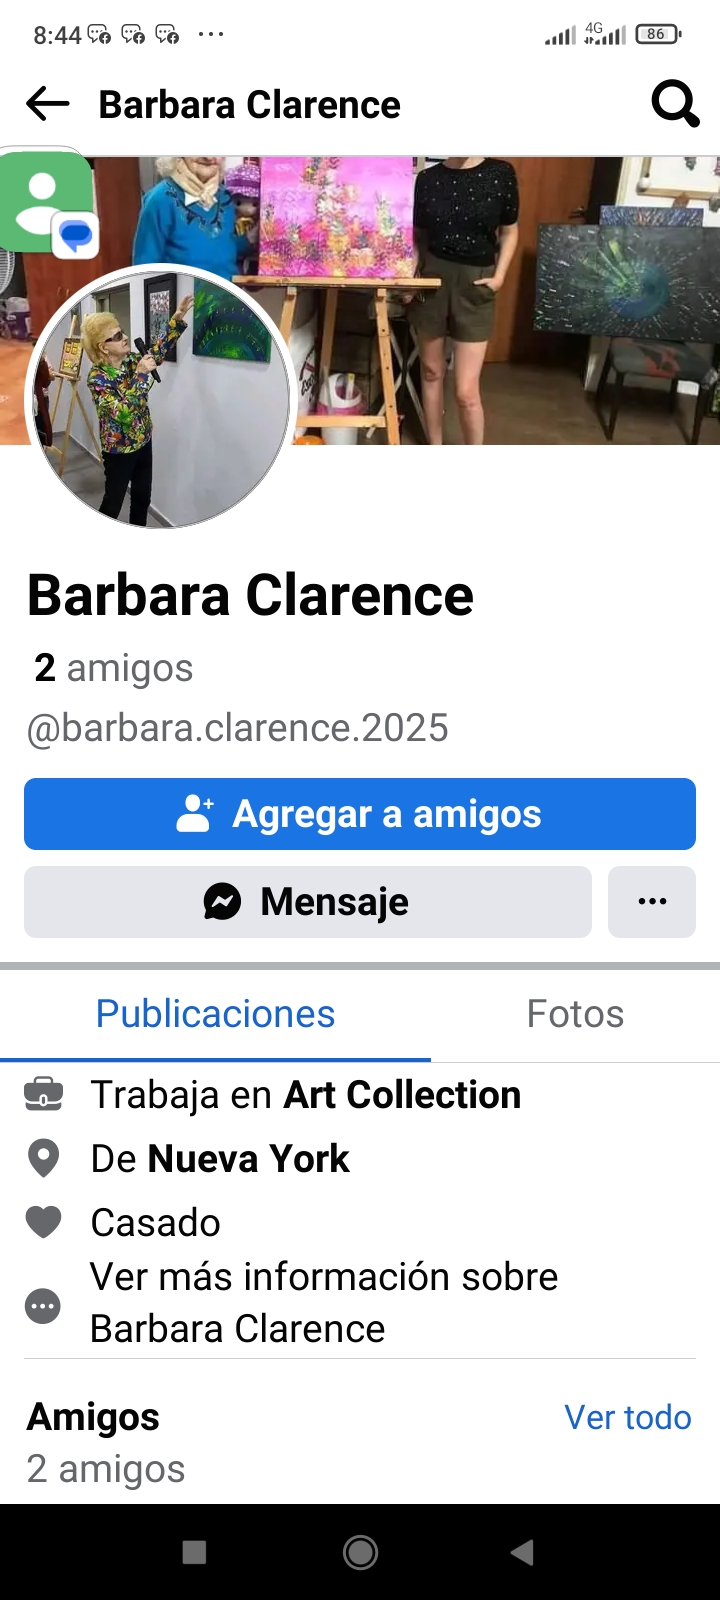 8:44
4G
86
Barbara Clarence
Barbara Clarence
2 amigos
@barbara.clarence.2025
Agregar a amigos
Mensaje
Publicaciones
Fotos
Trabaja en Art Collection
De Nueva York
Casado
Ver más información sobre
Barbara Clarence
Amigos
Ver todo
2 amigos